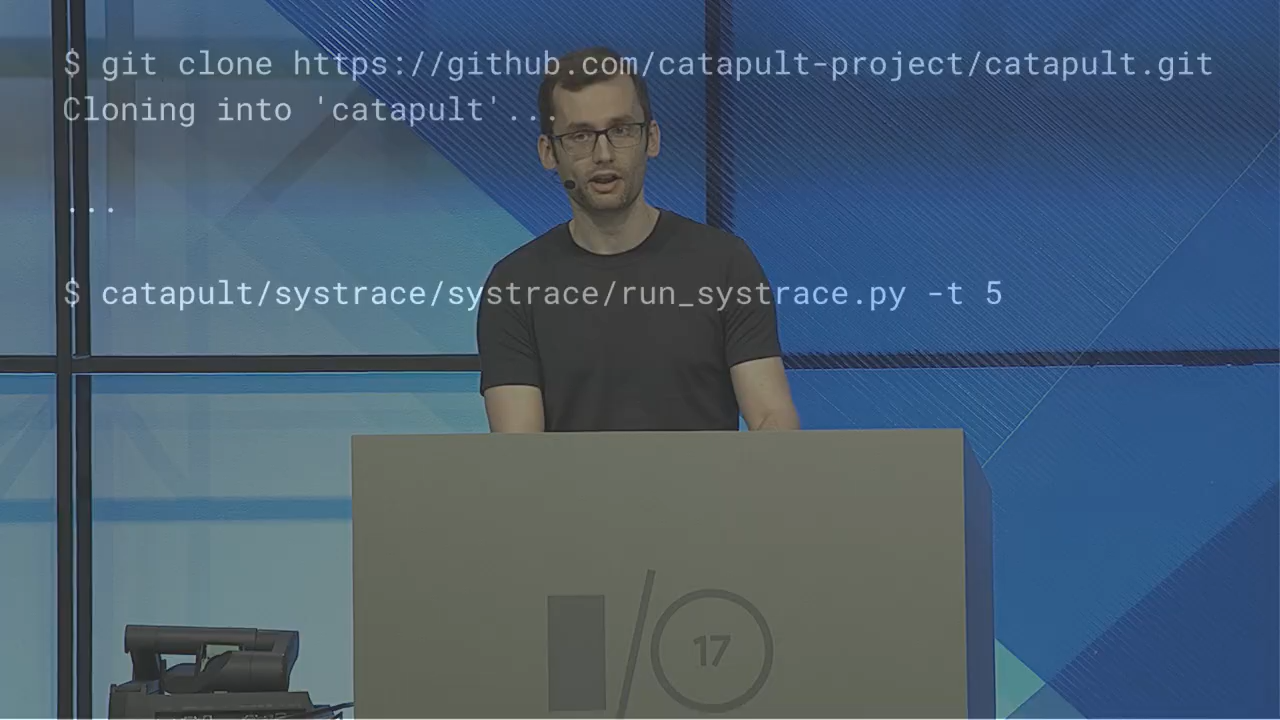 $ git clone https://github.com/catapult-project/catapult.git
Cloning into 'catapult'...
...
$ catapult/systrace/systrace/run_systrace.py -t 5
I/O
17